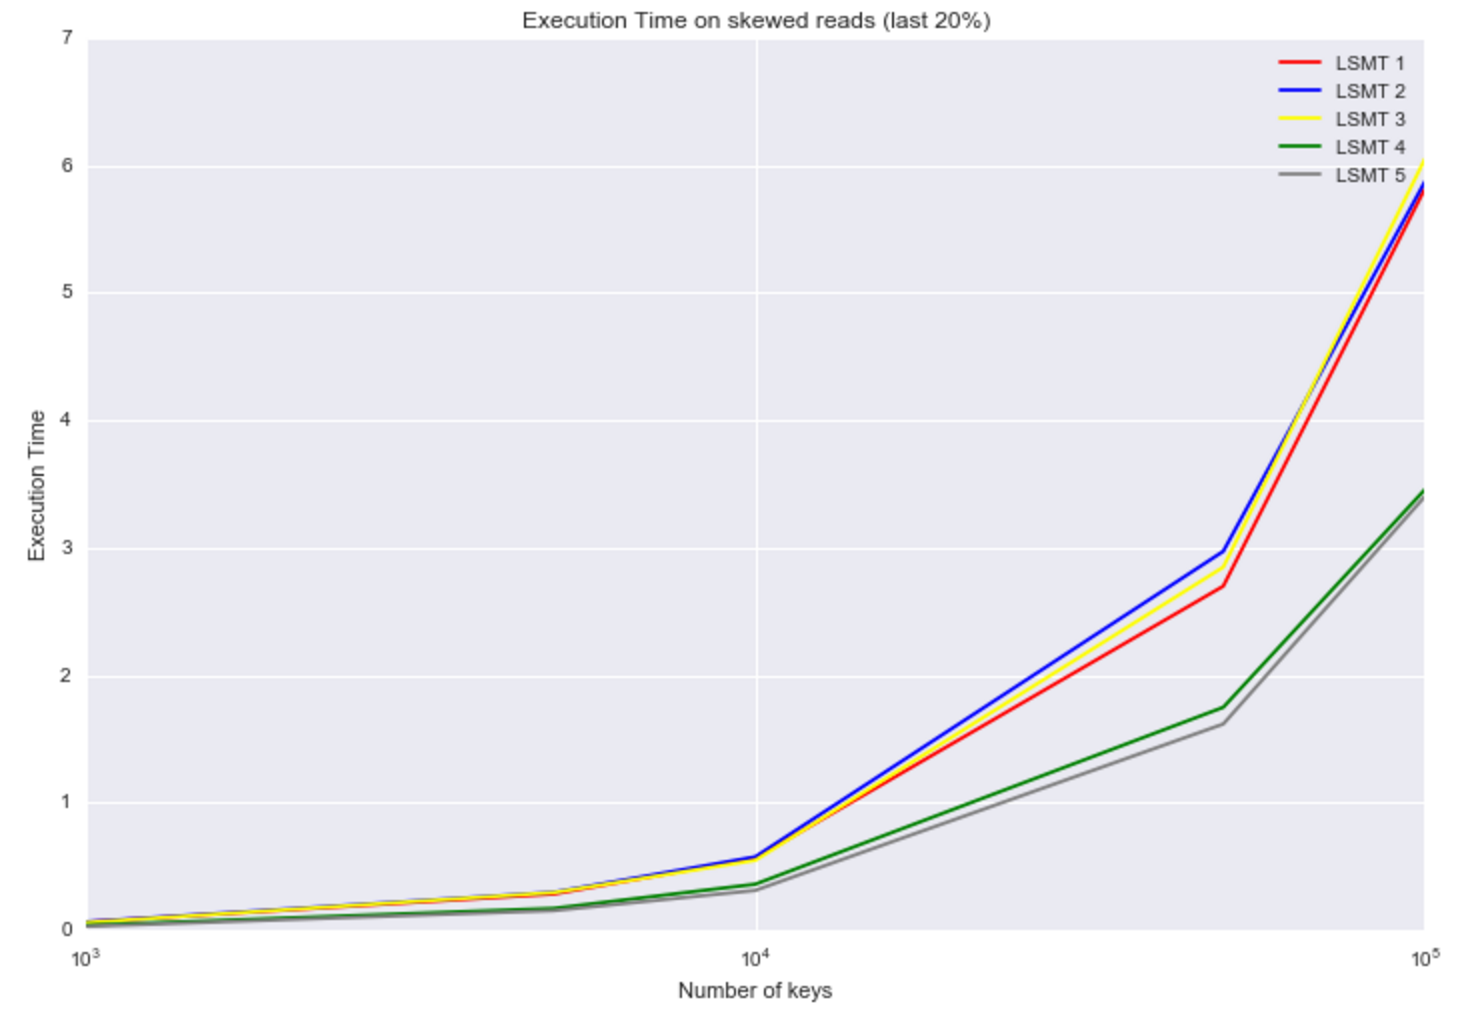 Execution Time on skewed reads (last 20%)
7
LSMT 1
LSMT 2
LSMT 3
LSMT 4
LSMT 5
6
5
4
3
2
1
0
Execution Time
10³
10⁴
10⁵
Number of keys